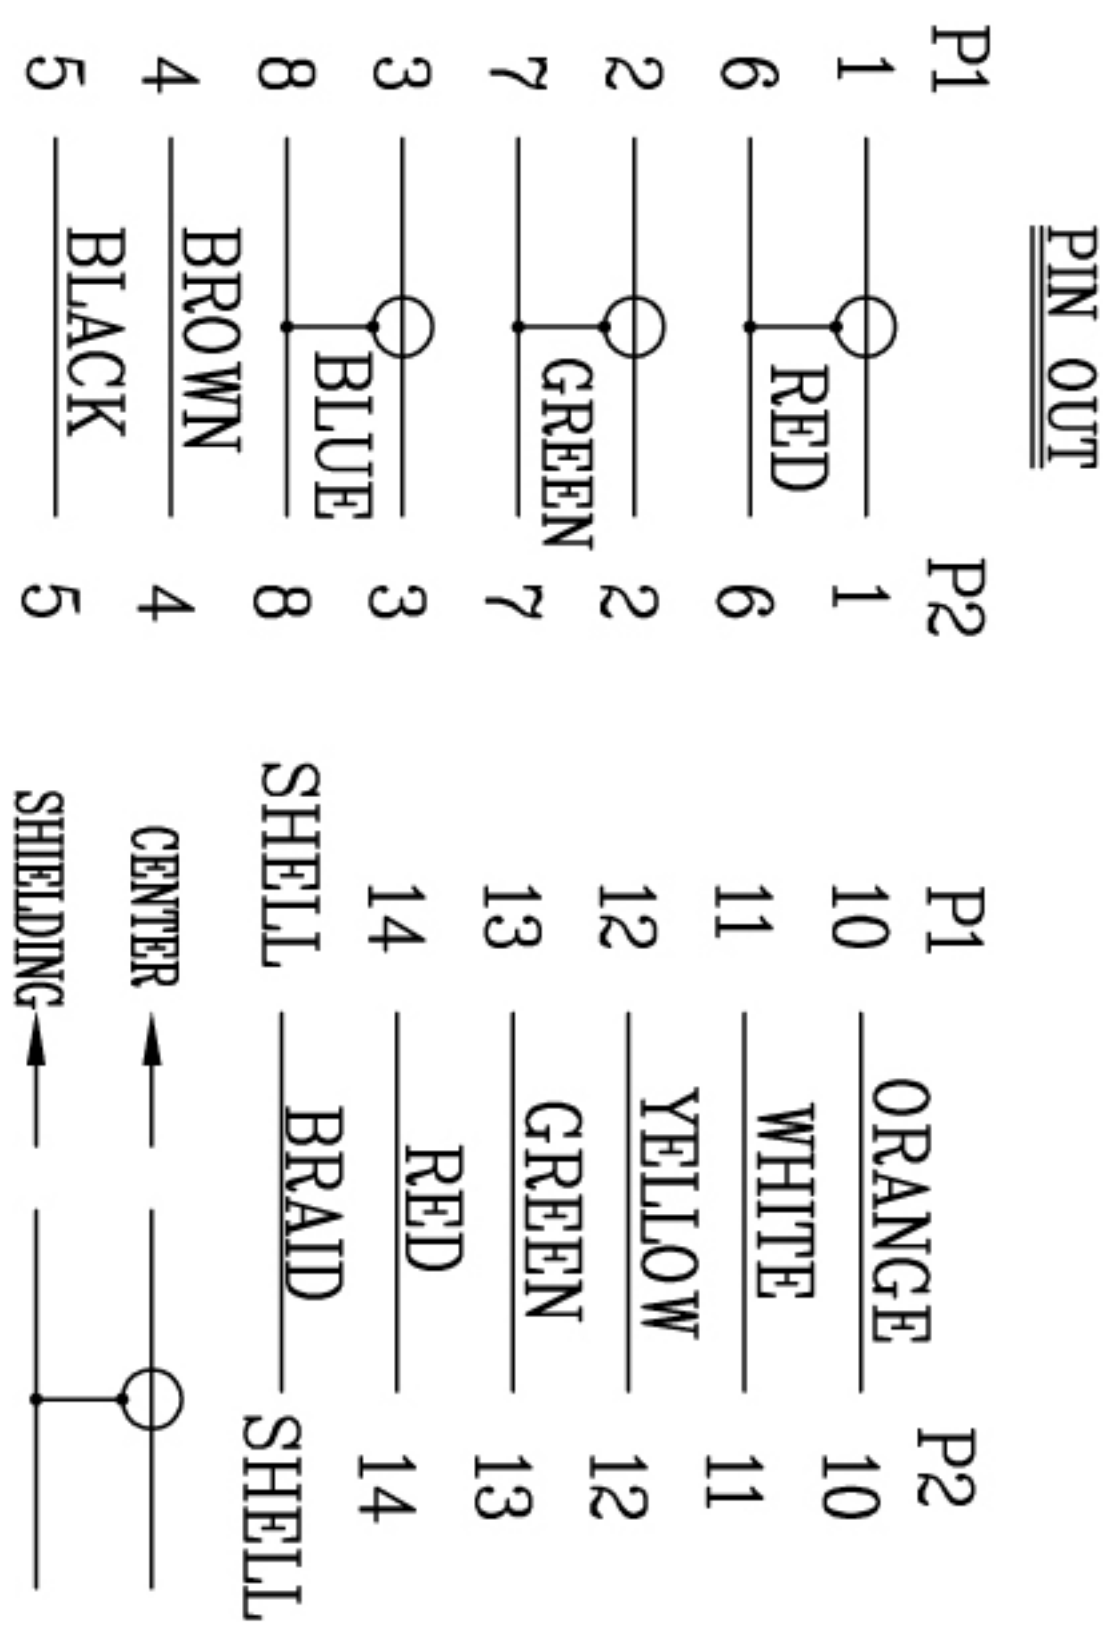 PIN OUT
P1 P2
1 1
RED
6 6
2 2
GREEN
7 7
3 3
BLUE
8 8
BROWN
4 4
BLACK
5 5
P1 P2
ORANGE
10 10
WHITE
11 11
YELLOW
12 12
GREEN
13 13
RED
14 14
BRAID
SHELL SHELL
CENTER
SHIELDING